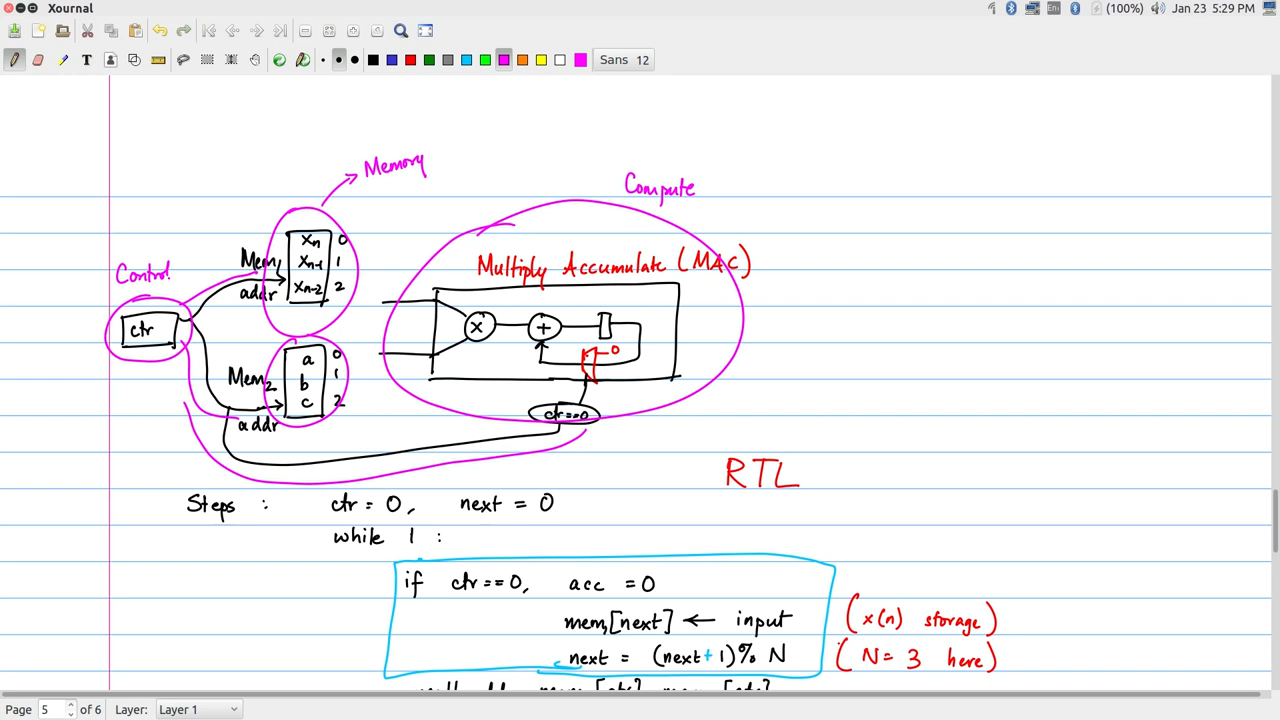 Xournal
En
(100%)
Jan 23 5:29 PM
Sans 12
Memory
Compute
Control
Mem1
addr
xn 0
xn-1 1
xn-2 2
Multiply Accumulate (MAC)
ctr
x
+
0
Mem2
addr
a 0
b 1
c 2
ctr==0
RTL
Steps : ctr = 0, next = 0
while 1 :
if ctr==0, acc = 0
mem1[next] ← input (x(n) storage)
next = (next+1)% N (N=3 here)
Page 5 of 6 Layer: Layer 1